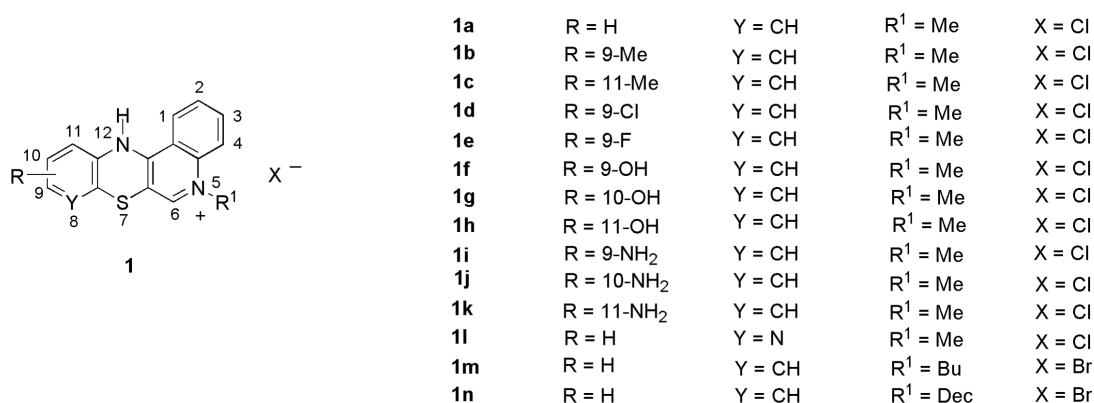 1a R = H Y = CH R¹ = Me X = Cl
1b R = 9-Me Y = CH R¹ = Me X = Cl
1c R = 11-Me Y = CH R¹ = Me X = Cl
1d R = 9-Cl Y = CH R¹ = Me X = Cl
1e R = 9-F Y = CH R¹ = Me X = Cl
1f R = 9-OH Y = CH R¹ = Me X = Cl
1g R = 10-OH Y = CH R¹ = Me X = Cl
1h R = 11-OH Y = CH R¹ = Me X = Cl
1i R = 9-NH₂ Y = CH R¹ = Me X = Cl
1j R = 10-NH₂ Y = CH R¹ = Me X = Cl
1k R = 11-NH₂ Y = CH R¹ = Me X = Cl
1l R = H Y = N R¹ = Me X = Cl
1m R = H Y = CH R¹ = Bu X = Br
1n R = H Y = CH R¹ = Dec X = Br
2
H 1 3
11 12 N 4
10
R 5 X −
9 N R¹
Y S +
8 7 6
1